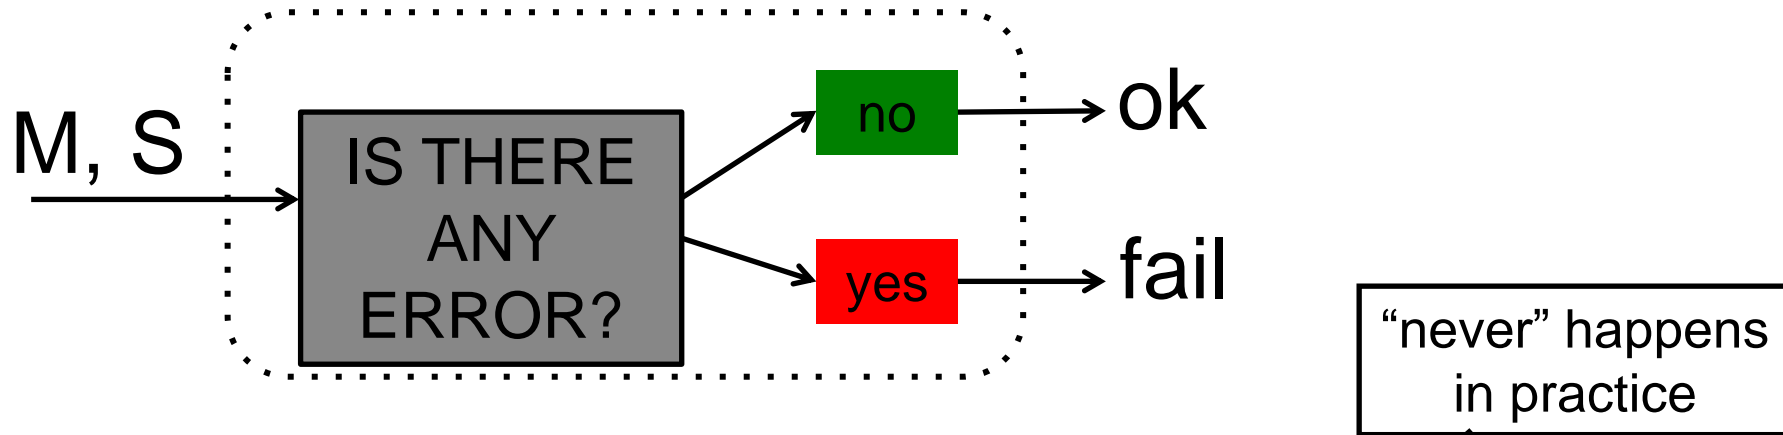 M, S
IS THERE
ANY
ERROR?
no
ok
yes
fail
“never” happens
in practice